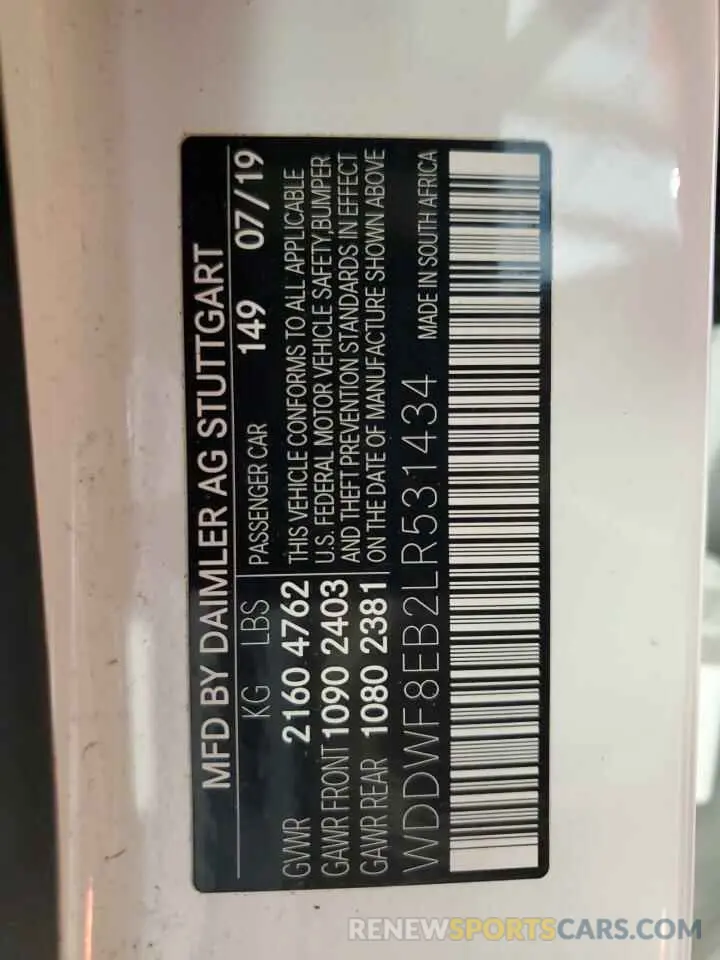 MFD BY DAIMLER AG STUTTGART
KG LBS PASSENGER CAR 149 07/19
GVWR 2160 4762 THIS VEHICLE CONFORMS TO ALL APPLICABLE
GAWR FRONT 1090 2403 U.S. FEDERAL MOTOR VEHICLE SAFETY,BUMPER
GAWR REAR 1080 2381 AND THEFT PREVENTION STANDARDS IN EFFECT
ON THE DATE OF MANUFACTURE SHOWN ABOVE
WDDWF8EB2LR531434 MADE IN SOUTH AFRICA
RENEWSPORTSCARS.COM